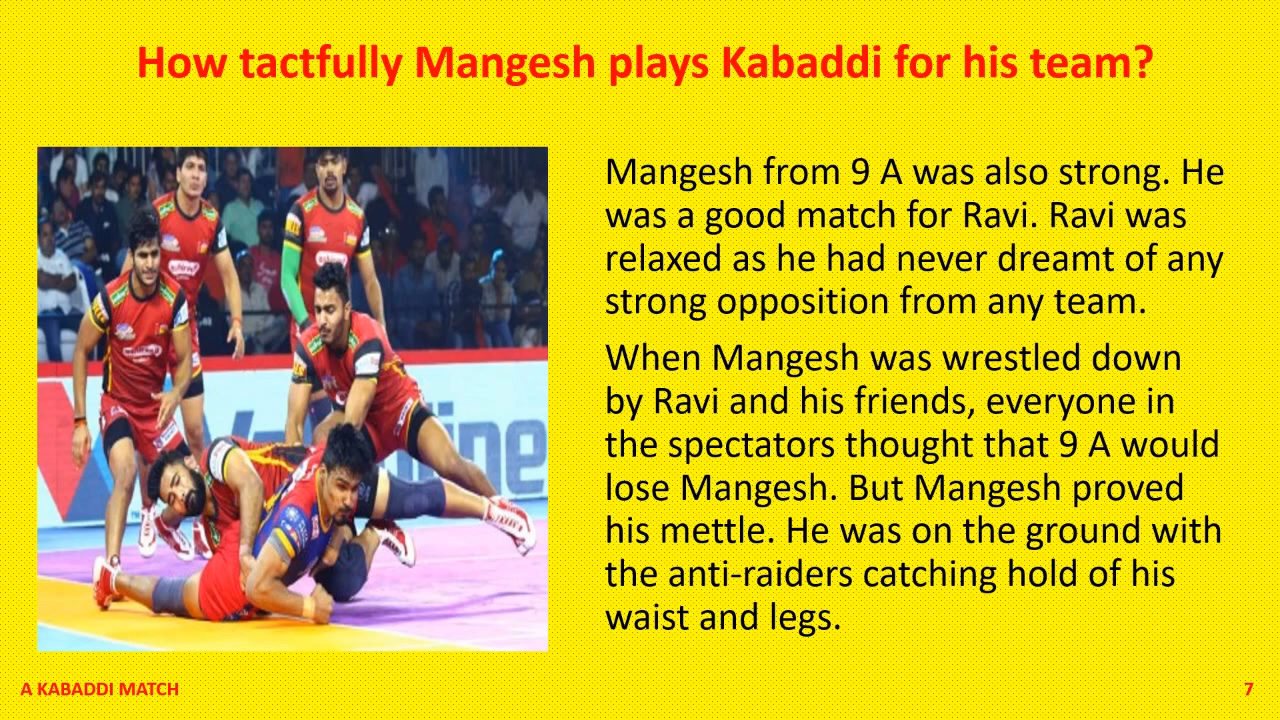 How tactfully Mangesh plays Kabaddi for his team?
Mangesh from 9 A was also strong. He
was a good match for Ravi. Ravi was
relaxed as he had never dreamt of any
strong opposition from any team.
When Mangesh was wrestled down
by Ravi and his friends, everyone in
the spectators thought that 9 A would
lose Mangesh. But Mangesh proved
his mettle. He was on the ground with
the anti-raiders catching hold of his
waist and legs.
A KABADDI MATCH
7